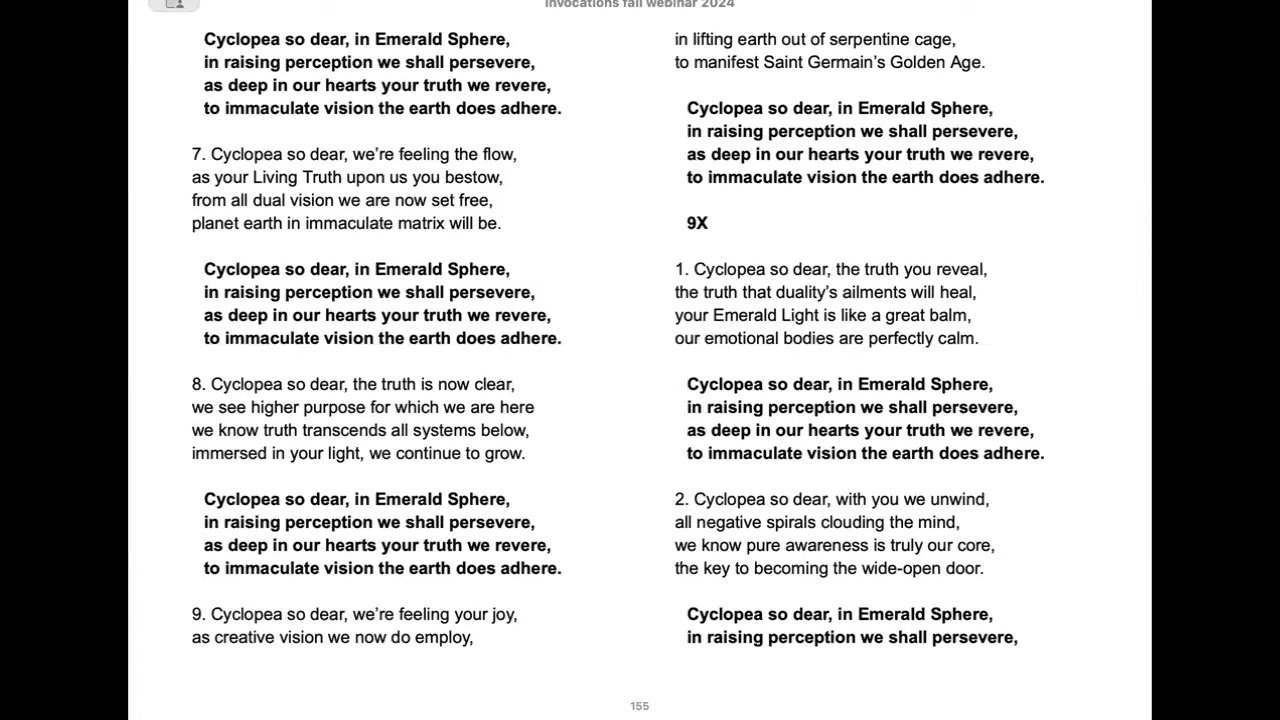 Invocations fall webinar 2024
Cyclopea so dear, in Emerald Sphere,
in raising perception we shall persevere,
as deep in our hearts your truth we revere,
to immaculate vision the earth does adhere.
7. Cyclopea so dear, we’re feeling the flow,
as your Living Truth upon us you bestow,
from all dual vision we are now set free,
planet earth in immaculate matrix will be.
Cyclopea so dear, in Emerald Sphere,
in raising perception we shall persevere,
as deep in our hearts your truth we revere,
to immaculate vision the earth does adhere.
8. Cyclopea so dear, the truth is now clear,
we see higher purpose for which we are here
we know truth transcends all systems below,
immersed in your light, we continue to grow.
Cyclopea so dear, in Emerald Sphere,
in raising perception we shall persevere,
as deep in our hearts your truth we revere,
to immaculate vision the earth does adhere.
9. Cyclopea so dear, we’re feeling your joy,
as creative vision we now do employ,
in lifting earth out of serpentine cage,
to manifest Saint Germain’s Golden Age.
Cyclopea so dear, in Emerald Sphere,
in raising perception we shall persevere,
as deep in our hearts your truth we revere,
to immaculate vision the earth does adhere.
9X
1. Cyclopea so dear, the truth you reveal,
the truth that duality’s ailments will heal,
your Emerald Light is like a great balm,
our emotional bodies are perfectly calm.
Cyclopea so dear, in Emerald Sphere,
in raising perception we shall persevere,
as deep in our hearts your truth we revere,
to immaculate vision the earth does adhere.
2. Cyclopea so dear, with you we unwind,
all negative spirals clouding the mind,
we know pure awareness is truly our core,
the key to becoming the wide-open door.
Cyclopea so dear, in Emerald Sphere,
in raising perception we shall persevere,
155